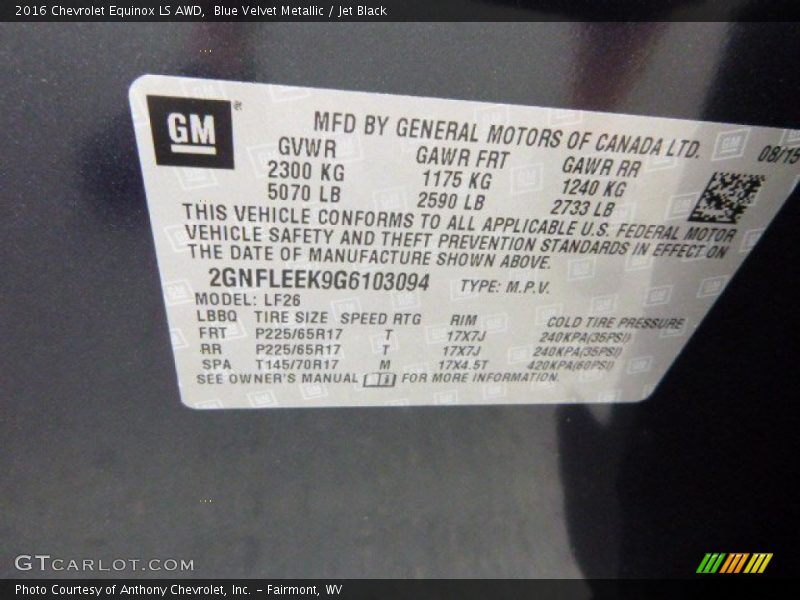 2016 Chevrolet Equinox LS AWD,  Blue Velvet Metallic / Jet Black
GM®
MFD BY GENERAL MOTORS OF CANADA LTD.
08/15
GVWR GAWR FRT GAWR RR
2300 KG 1175 KG 1240 KG
5070 LB 2590 LB 2733 LB
THIS VEHICLE CONFORMS TO ALL APPLICABLE U.S. FEDERAL MOTOR
VEHICLE SAFETY AND THEFT PREVENTION STANDARDS IN EFFECT ON
THE DATE OF MANUFACTURE SHOWN ABOVE.
2GNFLEEK9G6103094 TYPE: M.P.V.
MODEL: LF26
LBBQ TIRE SIZE SPEED RTG RIM COLD TIRE PRESSURE
FRT P225/65R17 T 17X7J 240KPA(35PSI)
RR P225/65R17 T 17X7J 240KPA(35PSI)
SPA T145/70R17 M 17X4.5T 420KPA(60PSI)
SEE OWNER'S MANUAL FOR MORE INFORMATION.
GTCARLOT.COM
Photo Courtesy of Anthony Chevrolet, Inc. – Fairmont, WV